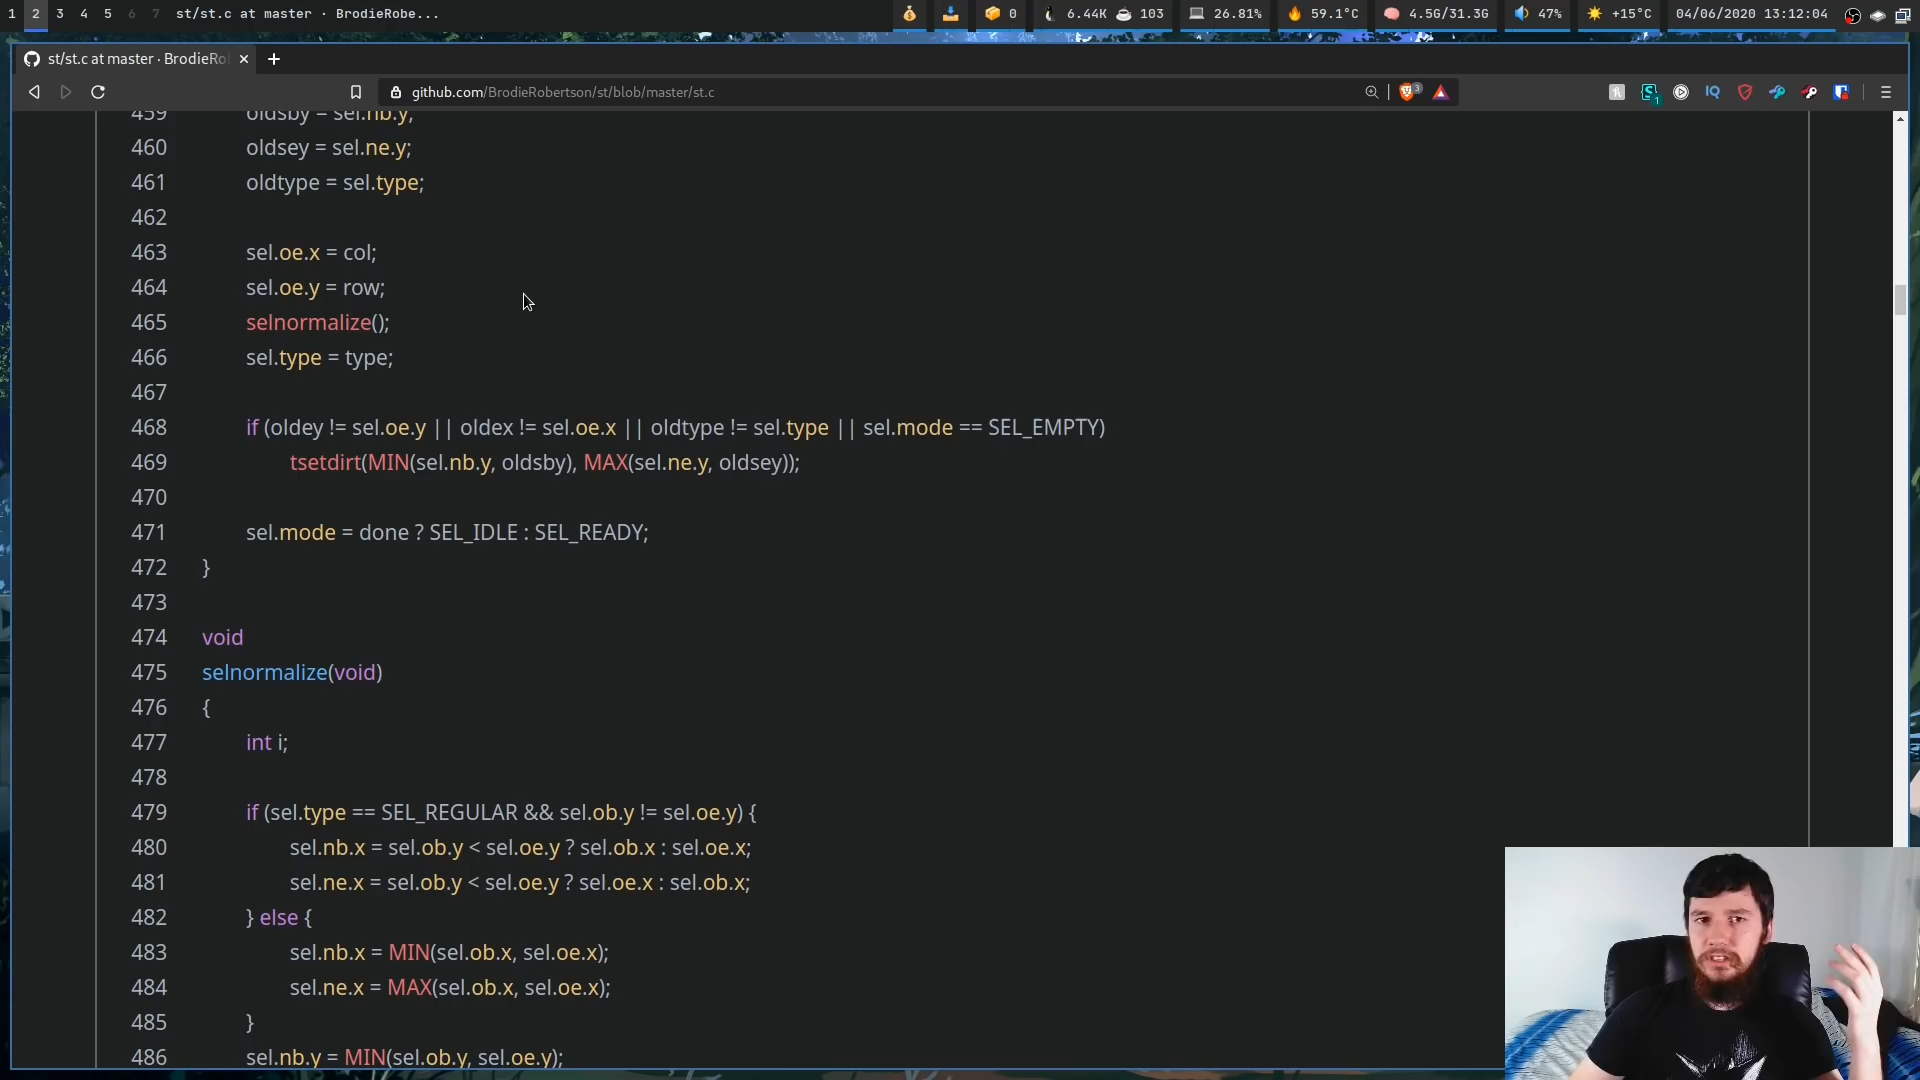 1 2 3 4 5 6 7 st/st.c at master · BrodieRobe... 0 6.44K 103 26.81% 59.1°C 4.5G/31.3G 47% +15°C 04/06/2020 13:12:04
st/st.c at master · BrodieRo
github.com/BrodieRobertson/st/blob/master/st.c
459 oldsby = sel.nb.y;
460 oldsey = sel.ne.y;
461 oldtype = sel.type;
462
463 sel.oe.x = col;
464 sel.oe.y = row;
465 selnormalize();
466 sel.type = type;
467
468 if (oldey != sel.oe.y || oldex != sel.oe.x || oldtype != sel.type || sel.mode == SEL_EMPTY)
469 tsetdirt(MIN(sel.nb.y, oldsby), MAX(sel.ne.y, oldsey));
470
471 sel.mode = done ? SEL_IDLE : SEL_READY;
472 }
473
474 void
475 selnormalize(void)
476 {
477 int i;
478
479 if (sel.type == SEL_REGULAR && sel.ob.y != sel.oe.y) {
480 sel.nb.x = sel.ob.y < sel.oe.y ? sel.ob.x : sel.oe.x;
481 sel.ne.x = sel.ob.y < sel.oe.y ? sel.oe.x : sel.ob.x;
482 } else {
483 sel.nb.x = MIN(sel.ob.x, sel.oe.x);
484 sel.ne.x = MAX(sel.ob.x, sel.oe.x);
485 }
486 sel.nb.y = MIN(sel.ob.y, sel.oe.y);